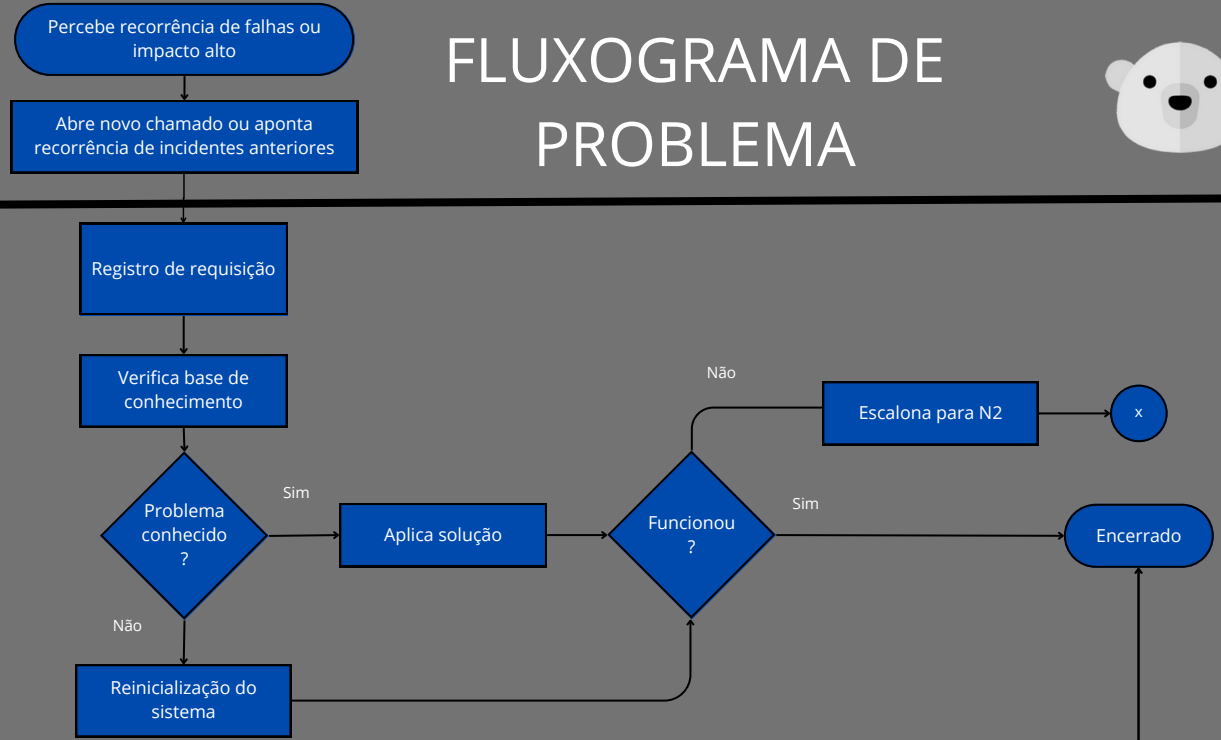 Percebe recorrência de falhas ou
impacto alto
FLUXOGRAMA DE
PROBLEMA
Abre novo chamado ou aponta
recorrência de incidentes anteriores
Registro de requisição
Verifica base de
conhecimento
Não
Escalona para N2
x
Problema
conhecido
?
Sim
Aplica solução
Funcionou
?
Sim
Encerrado
Não
Reinicialização do
sistema